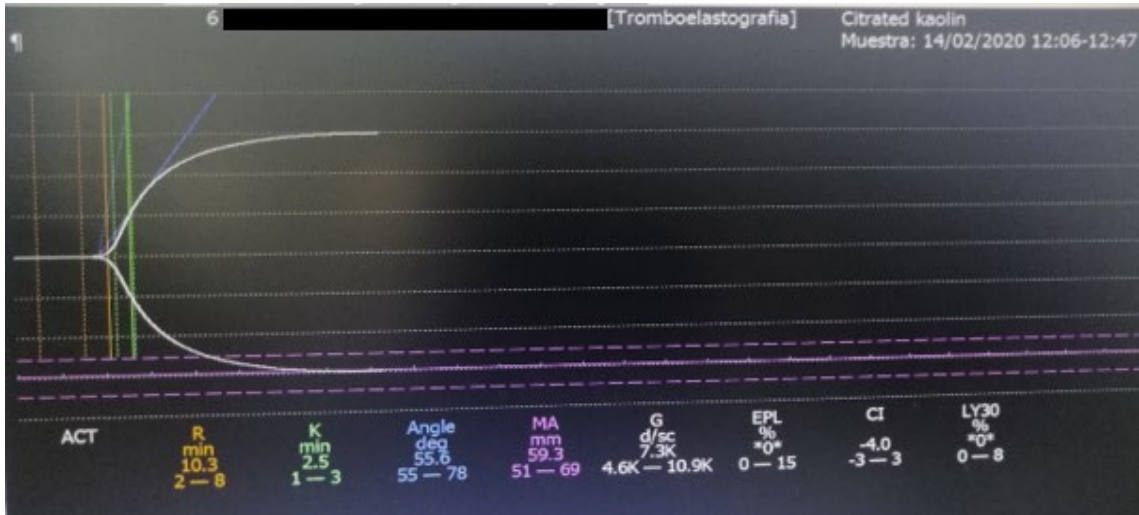 6 [Tromboelastografia] Citrated kaolin
Muestra: 14/02/2020 12:06-12:47
¶
ACT
R
min
10.3
2 — 8
K
min
2.5
1 — 3
Angle
deg
55.6
55 — 78
MA
mm
59.3
51 — 69
G
d/sc
7.3K
4.6K — 10.9K
EPL
%
*0*
0 — 15
CI
-4.0
-3 — 3
LY30
%
*0*
0 — 8